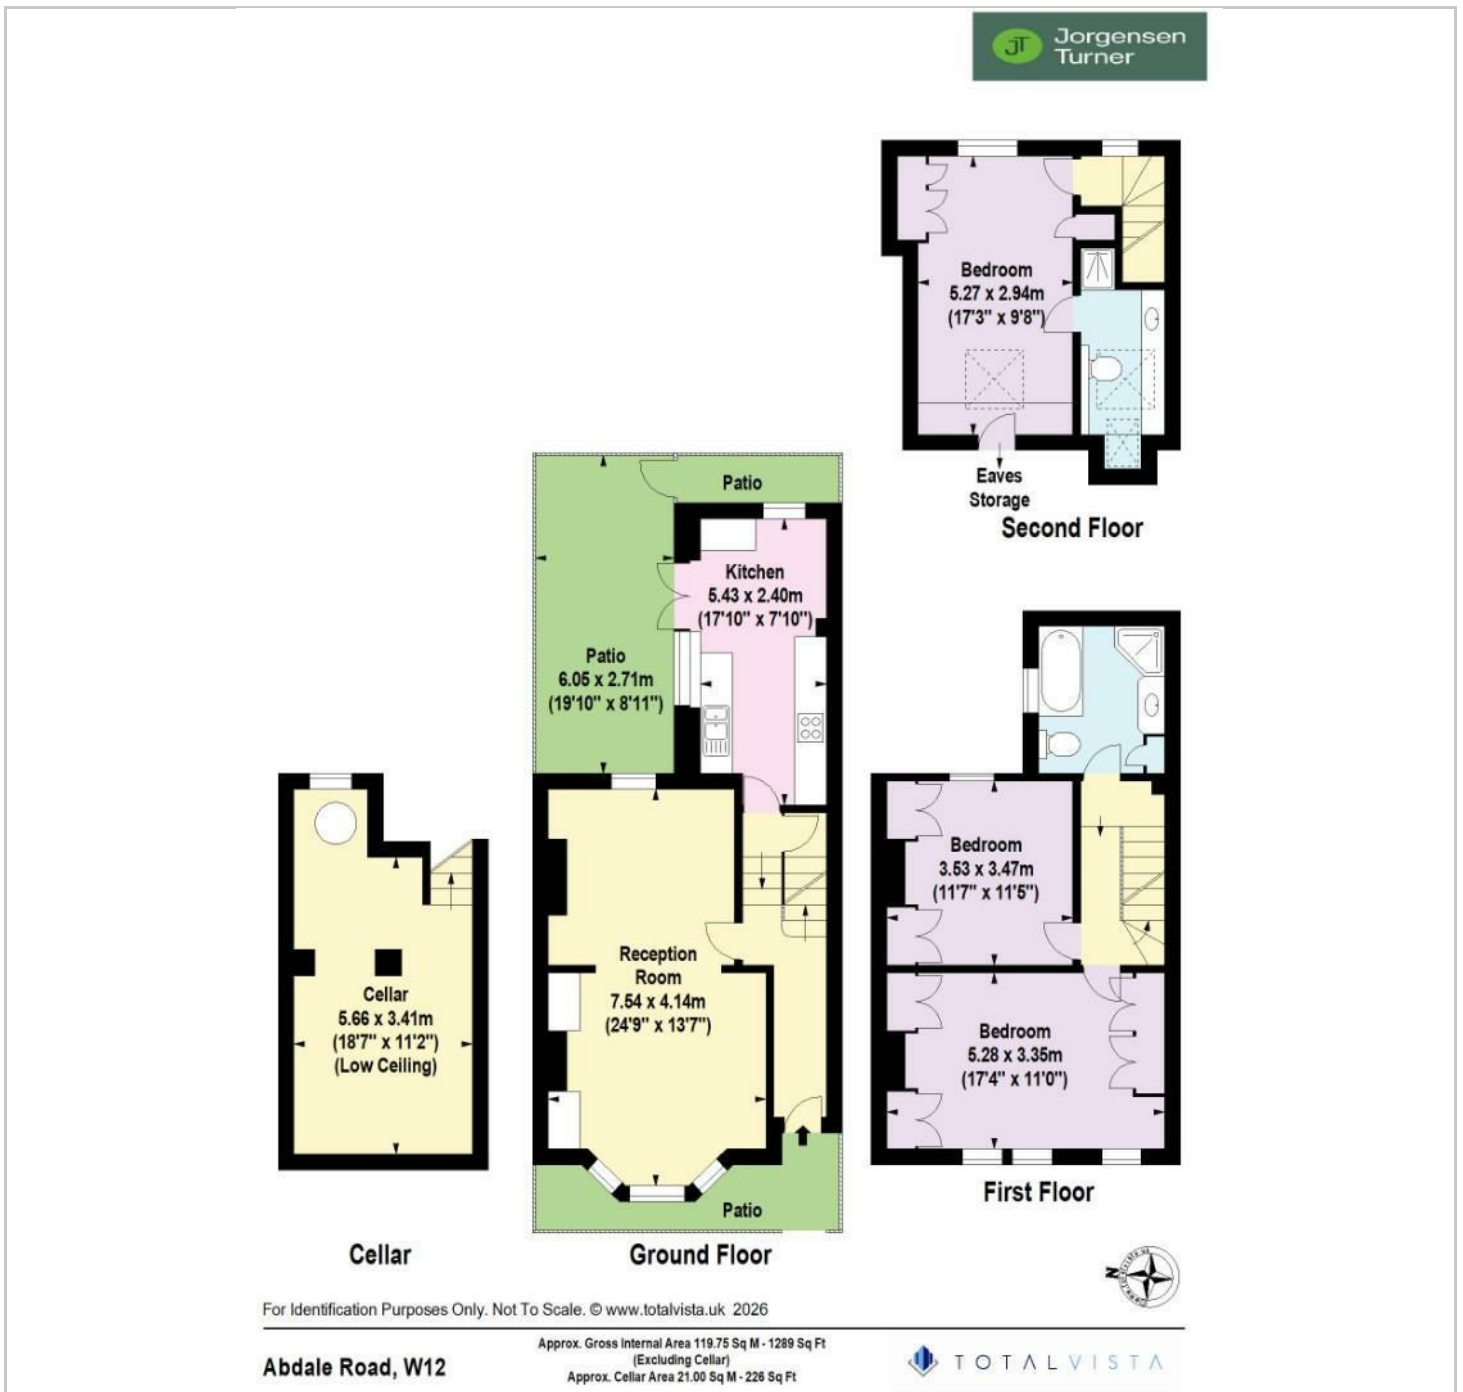 JT Jorgensen
Turner
Bedroom
5.27 x 2.94m
(17'3" x 9'8")
Eaves
Storage
Second Floor
Patio
Kitchen
5.43 x 2.40m
(17'10" x 7'10")
Patio
6.05 x 2.71m
(19'10" x 8'11")
Reception
Room
7.54 x 4.14m
(24'9" x 13'7")
Patio
Ground Floor
Cellar
5.66 x 3.41m
(18'7" x 11'2")
(Low Ceiling)
Cellar
Bedroom
3.53 x 3.47m
(11'7" x 11'5")
Bedroom
5.28 x 3.35m
(17'4" x 11'0")
First Floor
N
For Identification Purposes Only. Not To Scale. © www.totalvista.uk 2026
Abdale Road, W12
Approx. Gross Internal Area 119.75 Sq M - 1289 Sq Ft
(Excluding Cellar)
Approx. Cellar Area 21.00 Sq M - 226 Sq Ft
TOTALVISTA